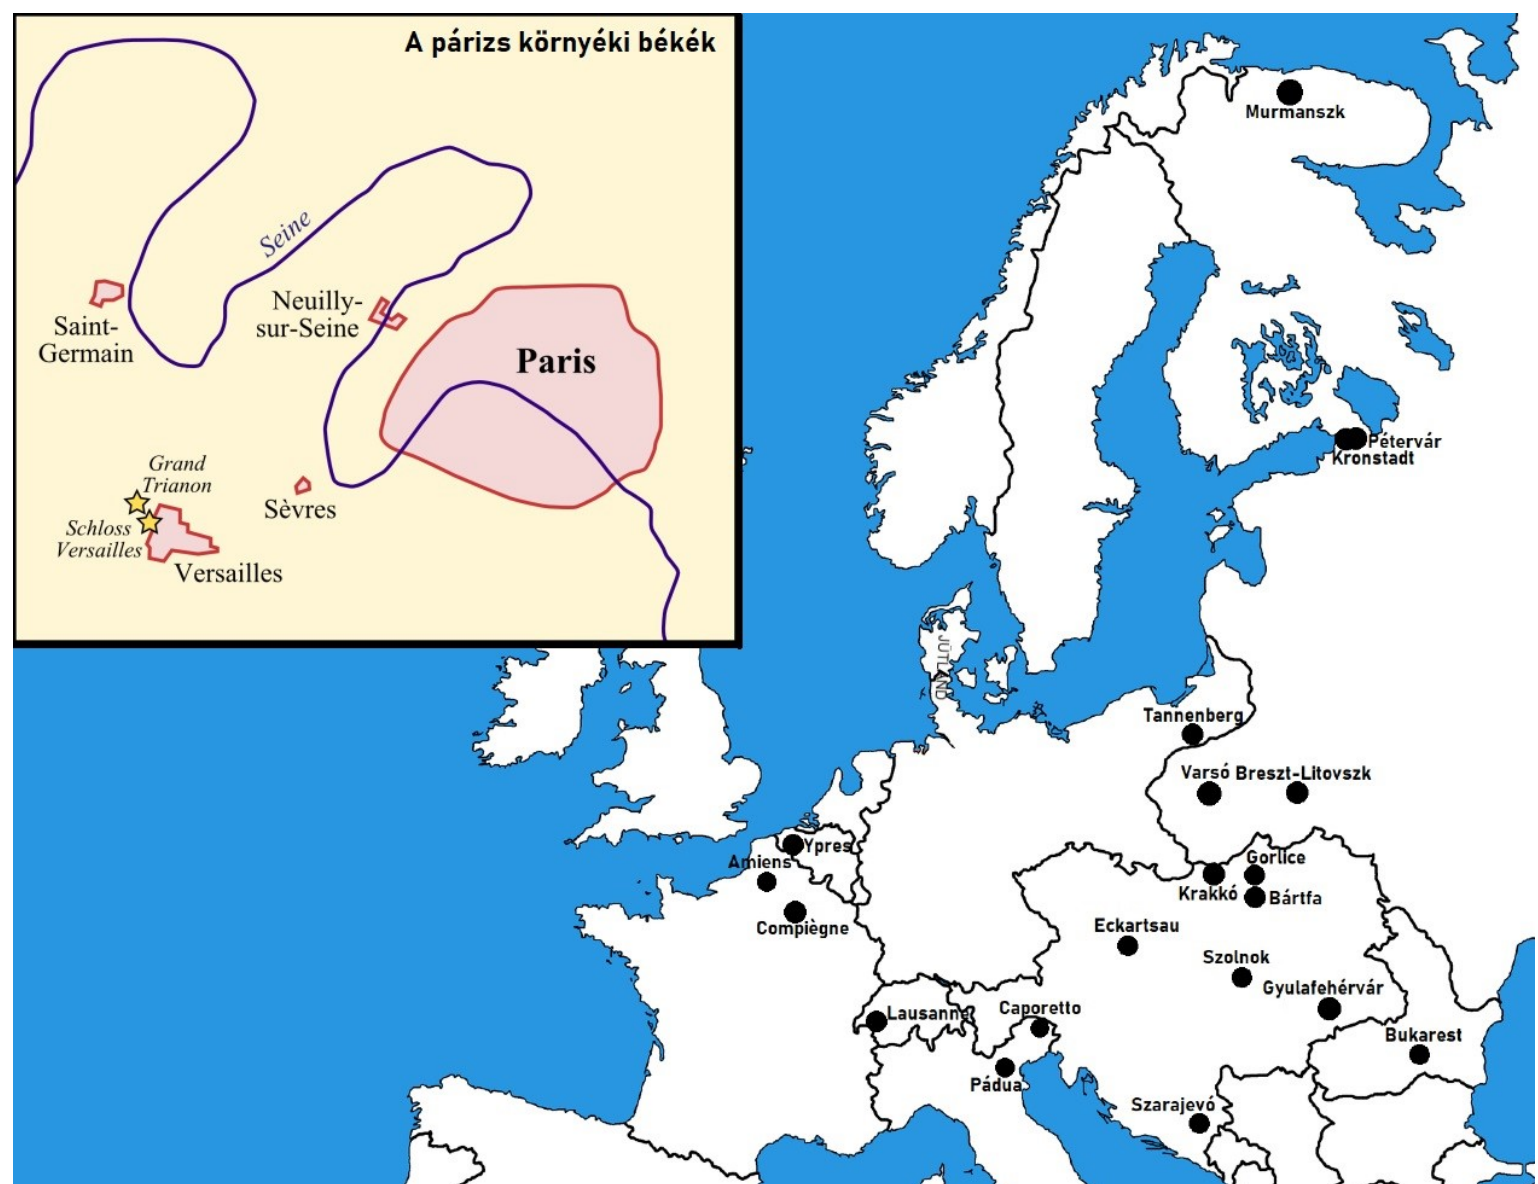 A párizs környéki békék
Seine
Saint-
Germain
Neuilly-
sur-Seine
Paris
Grand
Trianon
Schloss
Versailles
Versailles
Sèvres
Murmanszk
Pétervár
Kronstadt
JÜTLAND
Tannenberg
Varsó
Breszt-Litovszk
Ypres
Amiens
Compiègne
Gorlice
Krakkó
Bártfa
Eckartsau
Szolnok
Gyulafehérvár
Lausanne
Caporetto
Bukarest
Pádua
Szarajevó